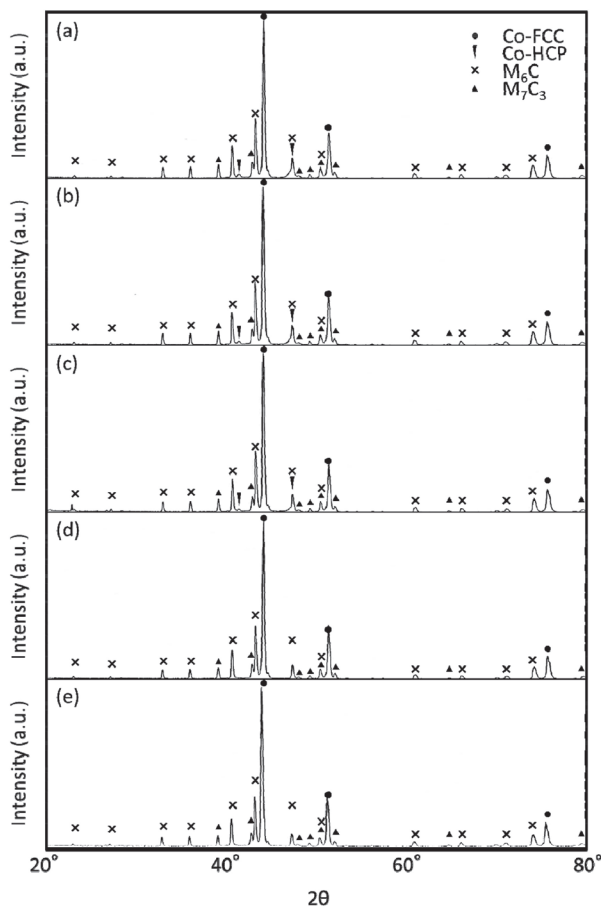 (a)
Co-FCC
Co-HCP
M₆C
M₇C₃
Intensity (a.u.)
(b)
Intensity (a.u.)
(c)
Intensity (a.u.)
(d)
Intensity (a.u.)
(e)
Intensity (a.u.)
20° 40° 60° 80°
2θ